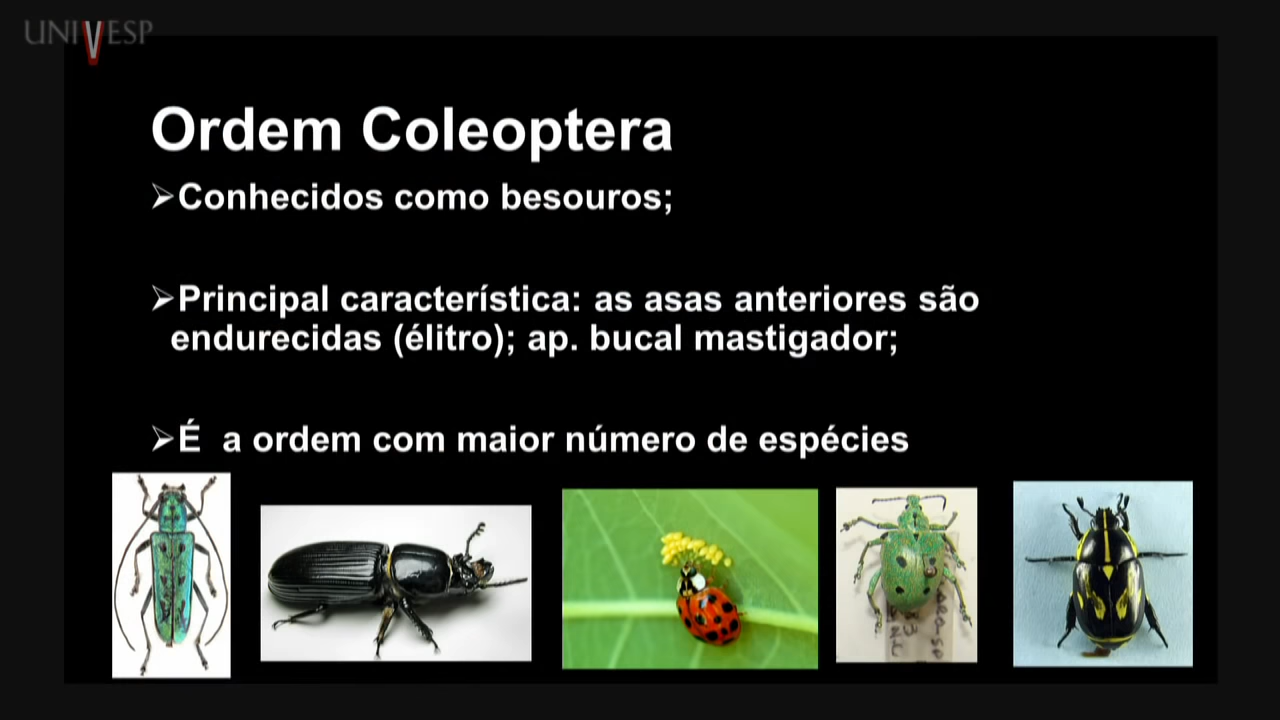 UNIVESP
Ordem Coleoptera
➢Conhecidos como besouros;
➢Principal característica: as asas anteriores são
endurecidas (élitro); ap. bucal mastigador;
➢É  a ordem com maior número de espécies